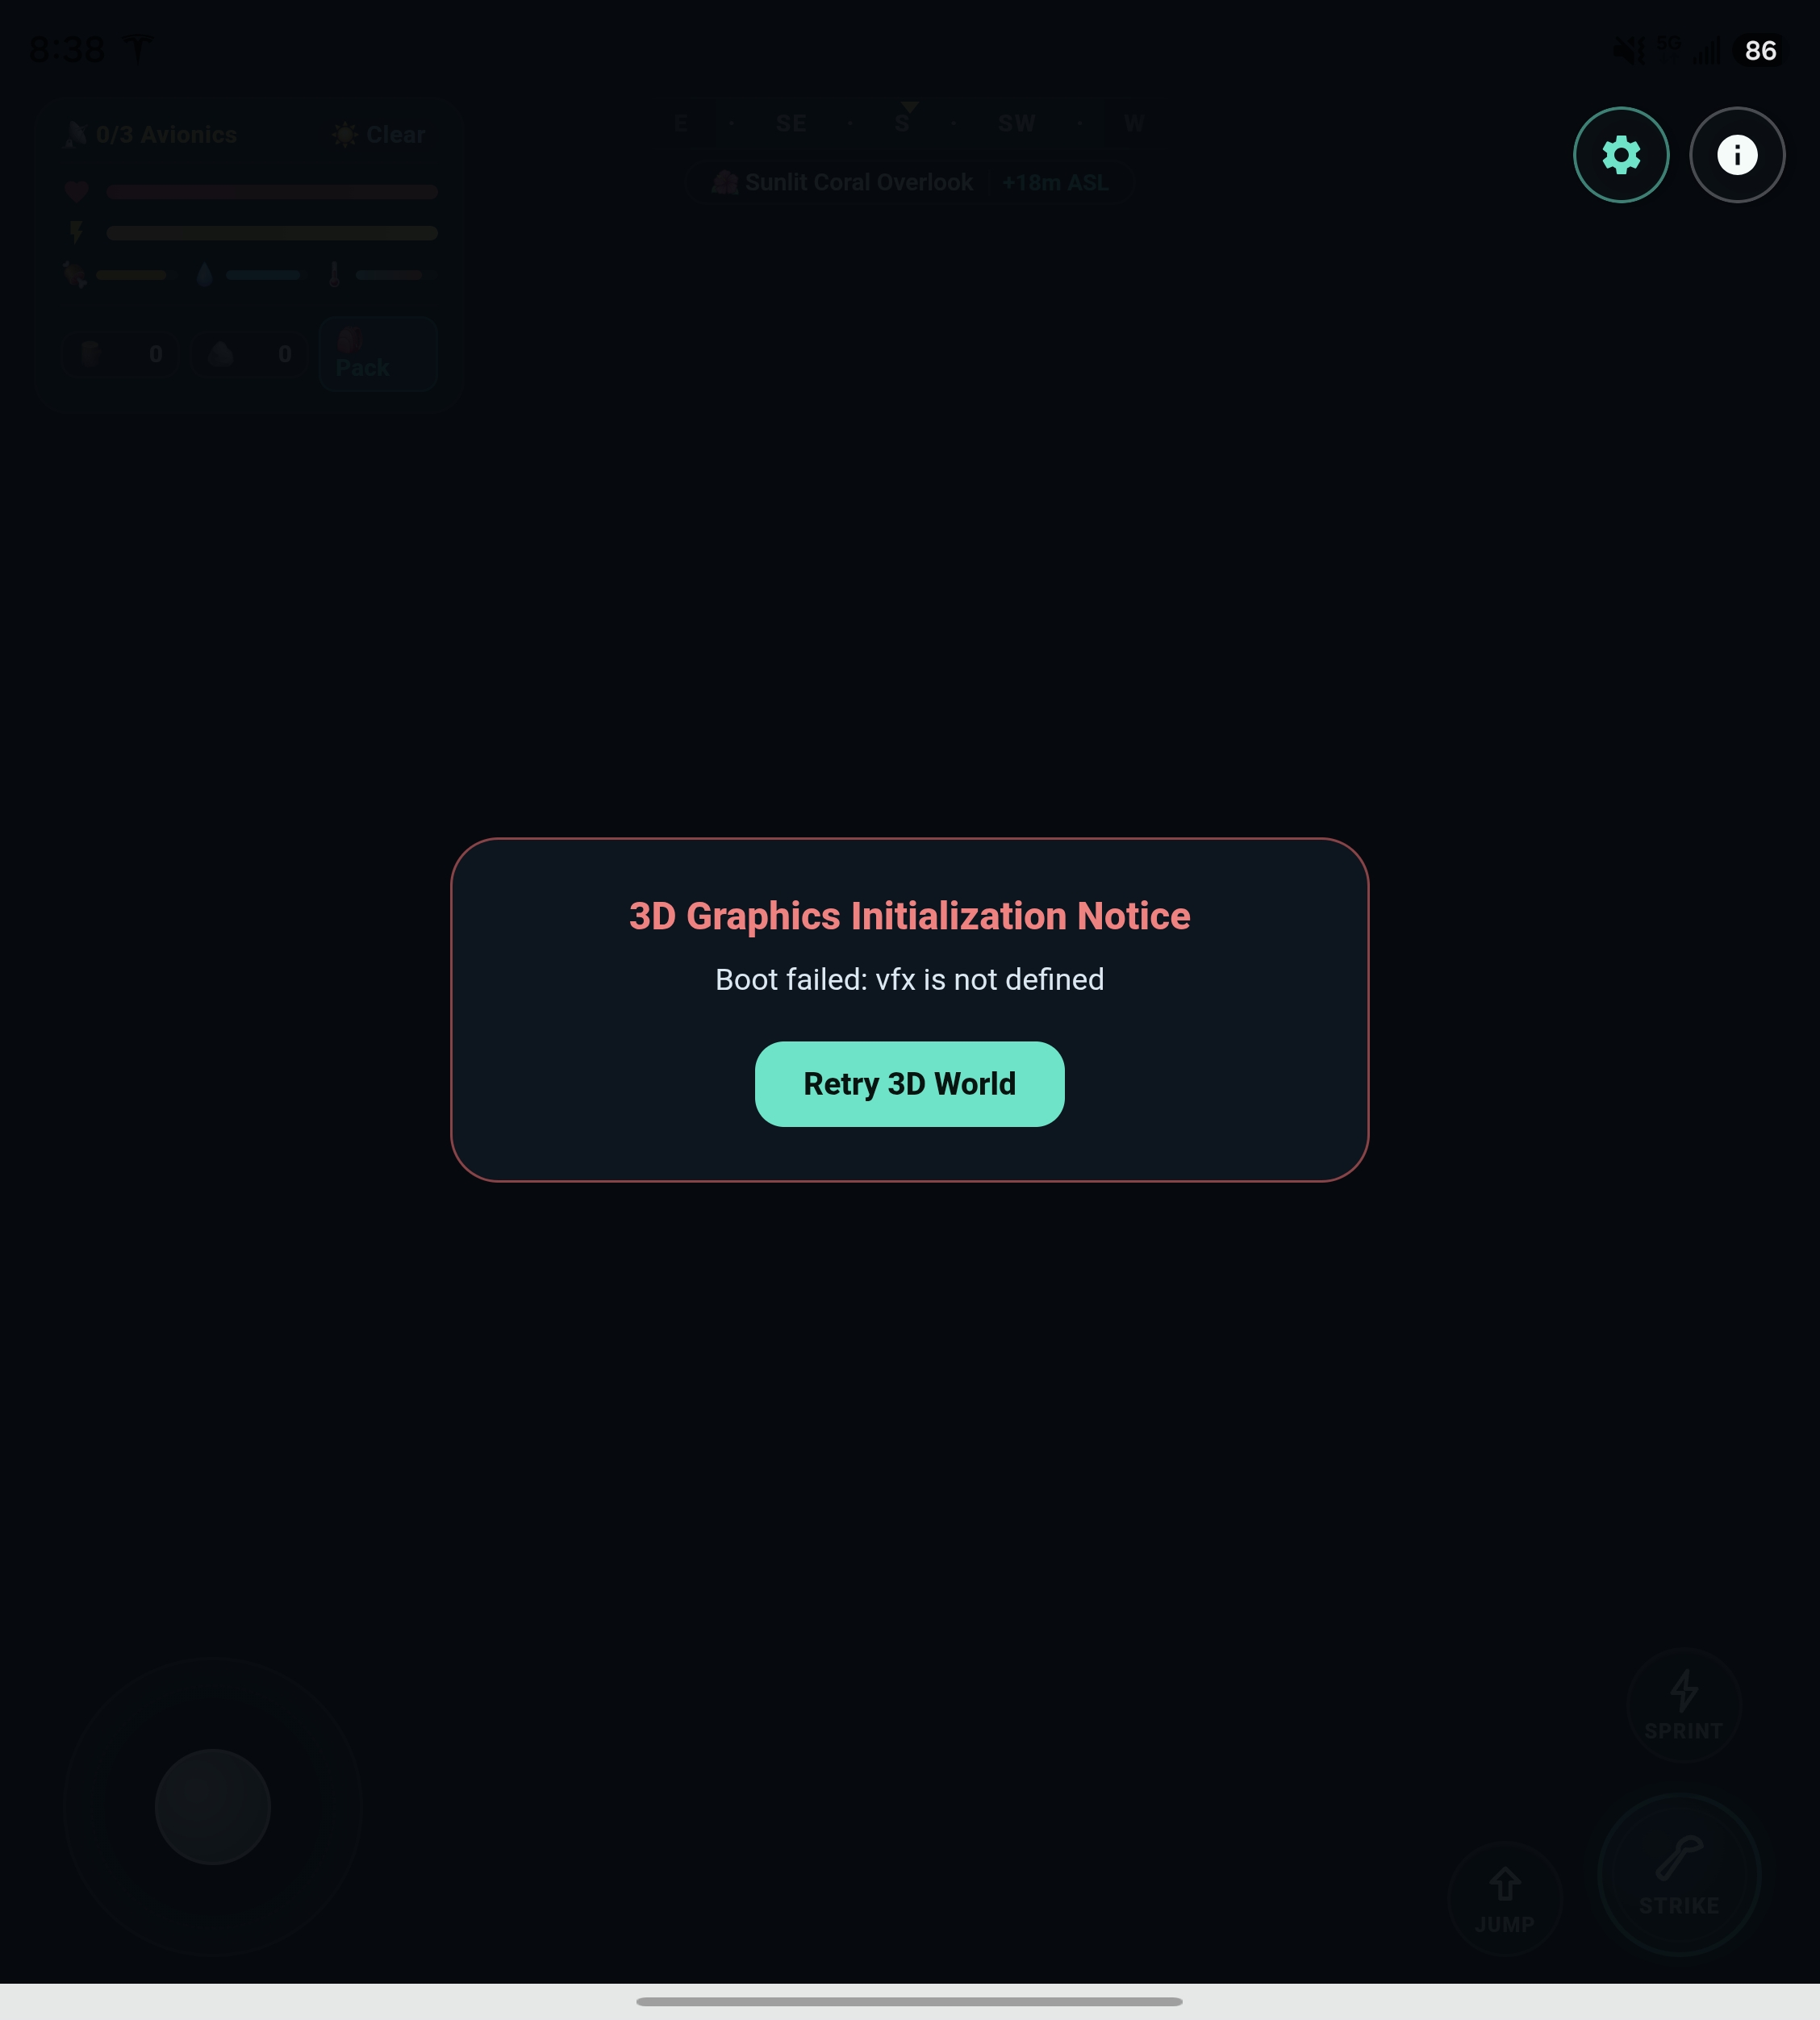 8:38
5G
86
0/3 Avionics
Clear
E · SE · S · SW · W
Sunlit Coral Overlook | +18m ASL
0
0
Pack
3D Graphics Initialization Notice
Boot failed: vfx is not defined
Retry 3D World
SPRINT
STRIKE
JUMP